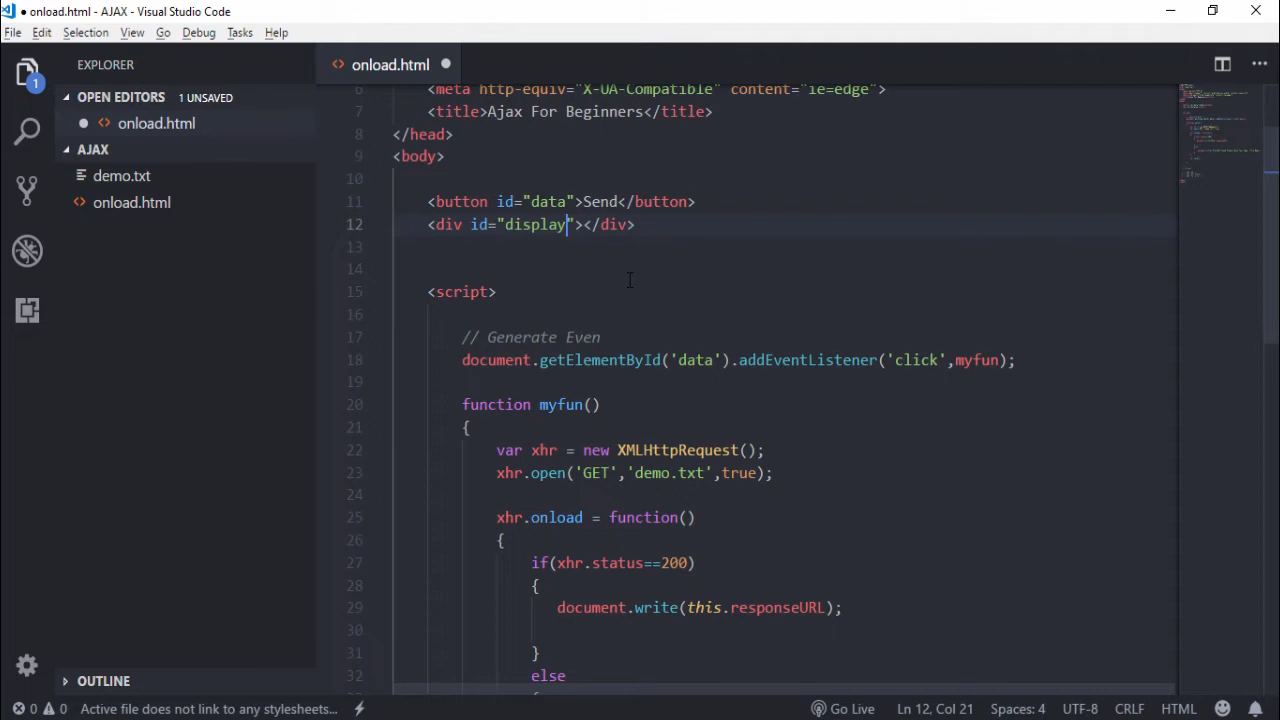 ● onload.html - AJAX - Visual Studio Code
File Edit Selection View Go Debug Tasks Help
EXPLORER
1
OPEN EDITORS 1 UNSAVED
● onload.html
AJAX
demo.txt
onload.html
OUTLINE
onload.html ●
6 <meta http-equiv="X-UA-Compatible" content="ie=edge">
7 <title>Ajax For Beginners</title>
8 </head>
9 <body>
10
11 <button id="data">Send</button>
12 <div id="display"></div>
13
14
15 <script>
16
17 // Generate Even
18 document.getElementById('data').addEventListener('click',myfun);
19
20 function myfun()
21 {
22 var xhr = new XMLHttpRequest();
23 xhr.open('GET','demo.txt',true);
24
25 xhr.onload = function()
26 {
27 if(xhr.status==200)
28 {
29 document.write(this.responseURL);
30
31 }
32 else
0 0 Active file does not link to any stylesheets... Go Live Ln 12, Col 21 Spaces: 4 UTF-8 CRLF HTML